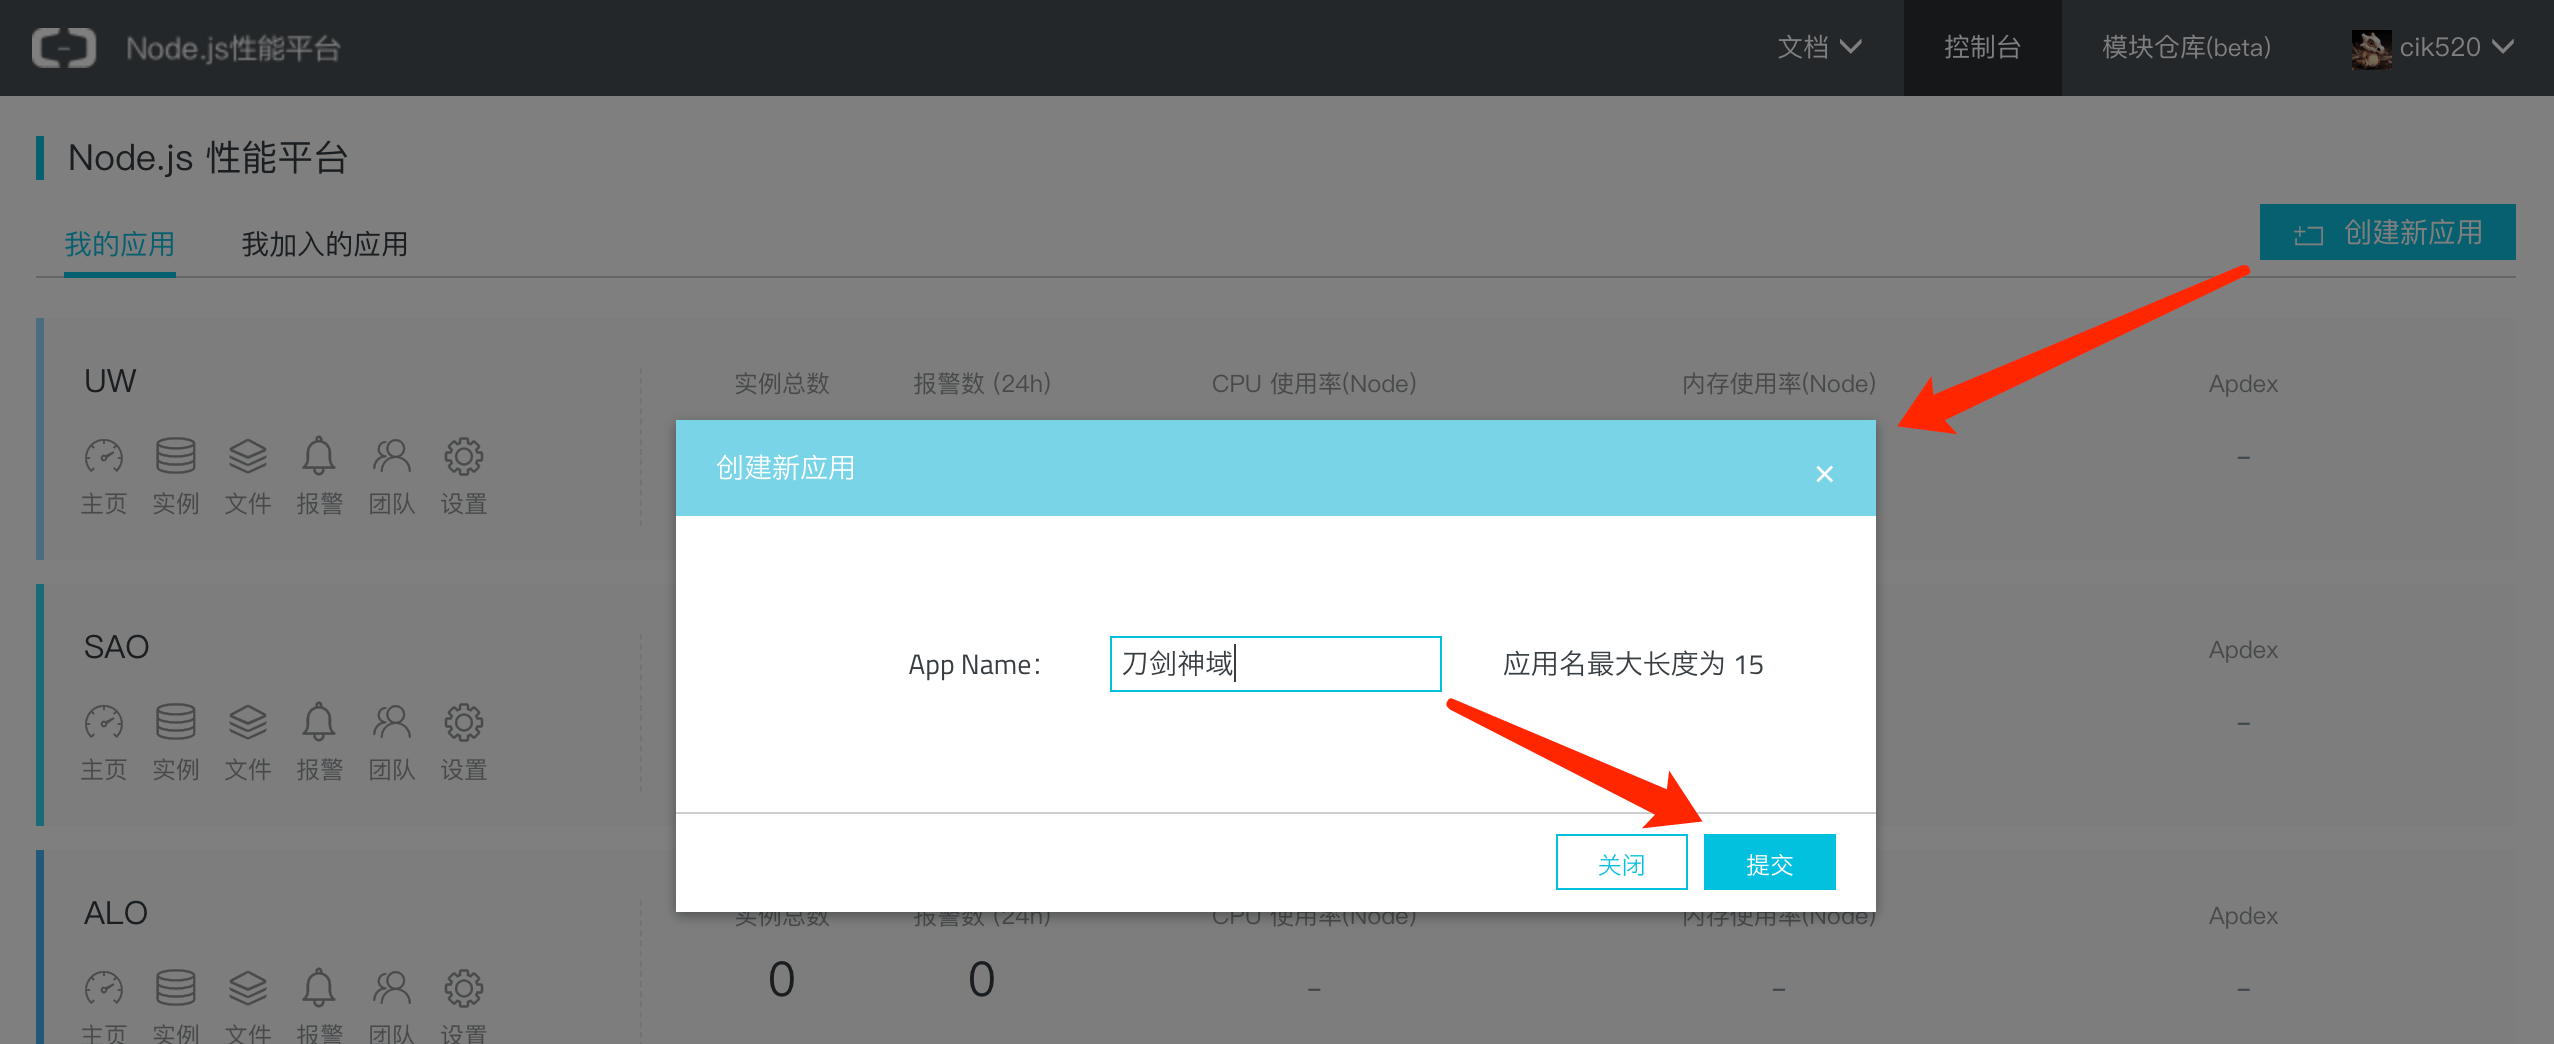 Node.js性能平台
文档 控制台 模块仓库(beta) cik520
Node.js 性能平台
我的应用 我加入的应用 创建新应用
UW
实例总数 报警数 (24h) CPU 使用率(Node) 内存使用率(Node) Apdex
-
主页 实例 文件 报警 团队 设置
创建新应用
App Name: 刀剑神域 应用名最大长度为 15
关闭 提交
SAO
Apdex
-
主页 实例 文件 报警 团队 设置
ALO
实例总数 报警数 (24h) CPU 使用率(Node) 内存使用率(Node) Apdex
0 0 - - -
主页 实例 文件 报警 团队 设置